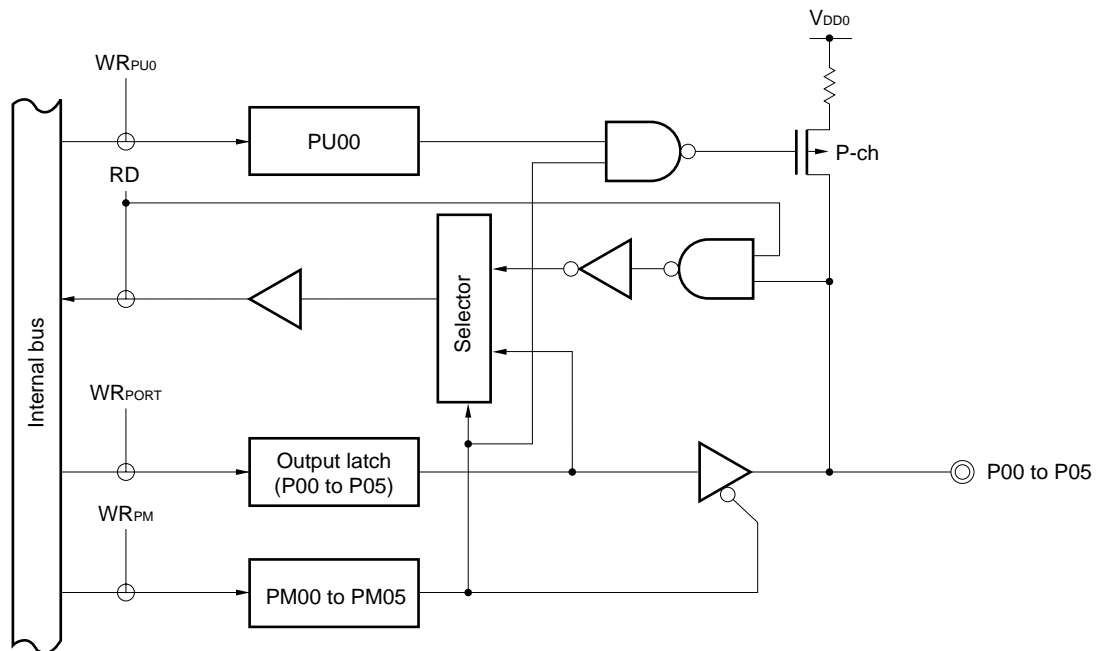 VDD0
WRPU0
PU00
P-ch
RD
Selector
Internal bus
WRPORT
Output latch
(P00 to P05)
P00 to P05
WRPM
PM00 to PM05